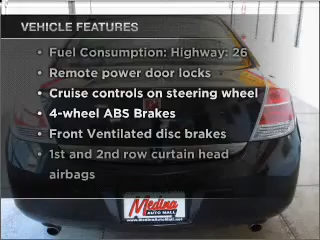 VEHICLE FEATURES
• Fuel Consumption: Highway: 26
• Remote power door locks
• Cruise controls on steering wheel
• 4-wheel ABS Brakes
• Front Ventilated disc brakes
• 1st and 2nd row curtain head
airbags
Medina
AUTO MALL